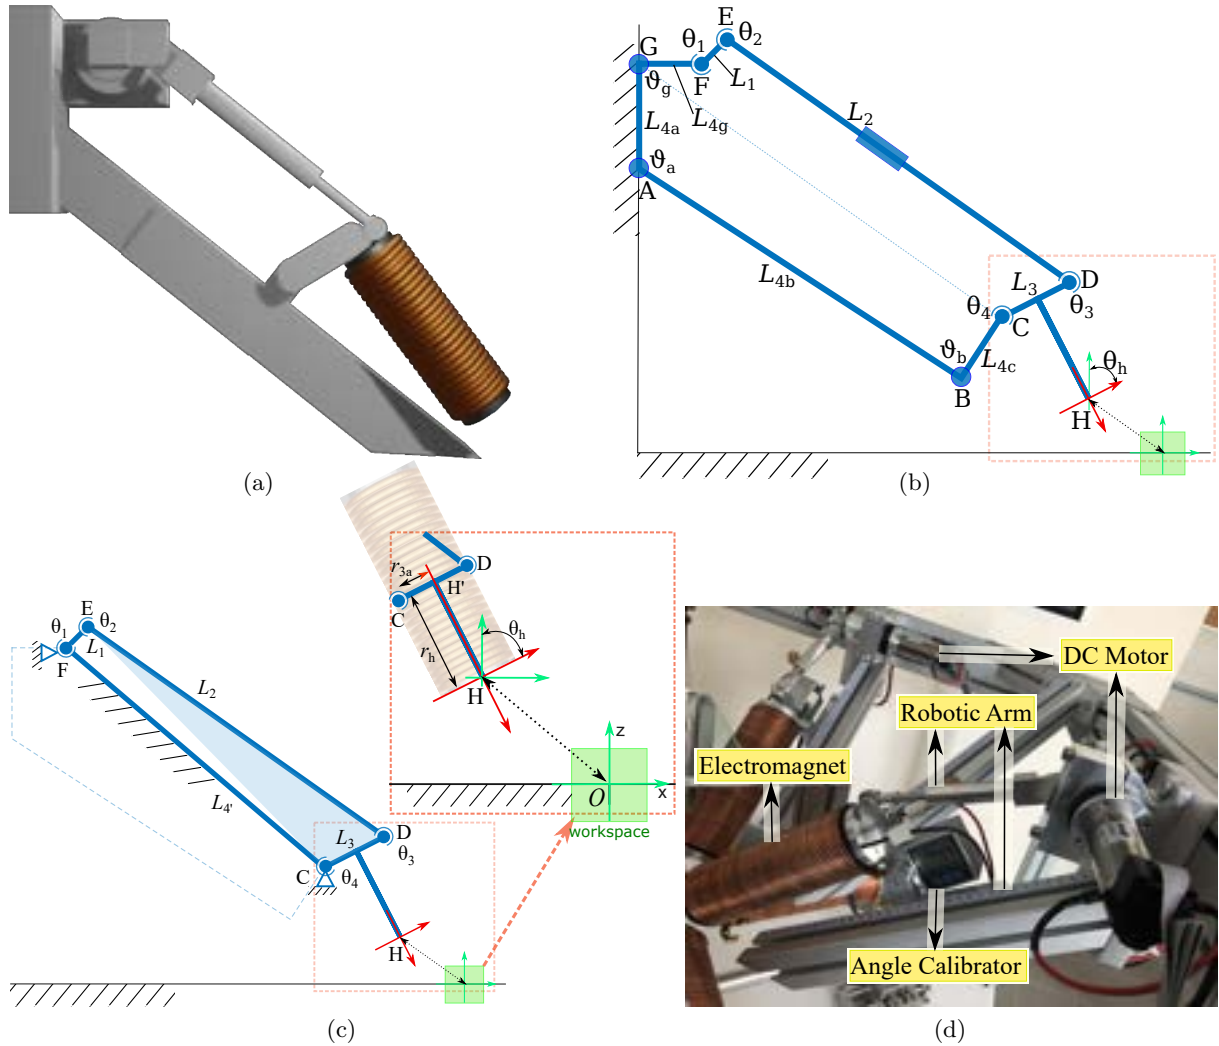 (a)
E
θ1
θ2
G
F
L1
ϑg
L4g
L2
L4a
ϑa
A
L4b
L3
D
θ4
C
θ3
ϑb
L4c
B
θh
H
(b)
E
θ1
θ2
L1
F
L2
L4'
L3
D
θ3
C
θ4
H
r3a
D
H'
C
rh
θh
H
z
O
x
workspace
(c)
DC Motor
Robotic Arm
Electromagnet
Angle Calibrator
(d)